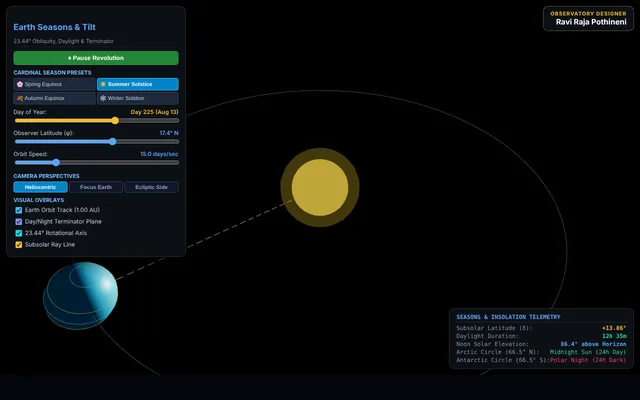 Earth Seasons & Tilt
23.44° Obliquity, Daylight & Terminator
Pause Revolution
CARDINAL SEASON PRESETS
Spring Equinox
Summer Solstice
Autumn Equinox
Winter Solstice
Day of Year: Day 225 (Aug 13)
Observer Latitude (φ): 17.4° N
Orbit Speed: 15.0 days/sec
CAMERA PERSPECTIVES
Heliocentric
Focus Earth
Ecliptic Side
VISUAL OVERLAYS
Earth Orbit Track (1.00 AU)
Day/Night Terminator Plane
23.44° Rotational Axis
Subsolar Ray Line
OBSERVATORY DESIGNER
Ravi Raja Pothineni
SEASONS & INSOLATION TELEMETRY
Subsolar Latitude (δ): +13.86°
Daylight Duration: 12h 35m
Noon Solar Elevation: 86.4° above Horizon
Arctic Circle (66.5° N): Midnight Sun (24h Day)
Antarctic Circle (66.5° S): Polar Night (24h Dark)